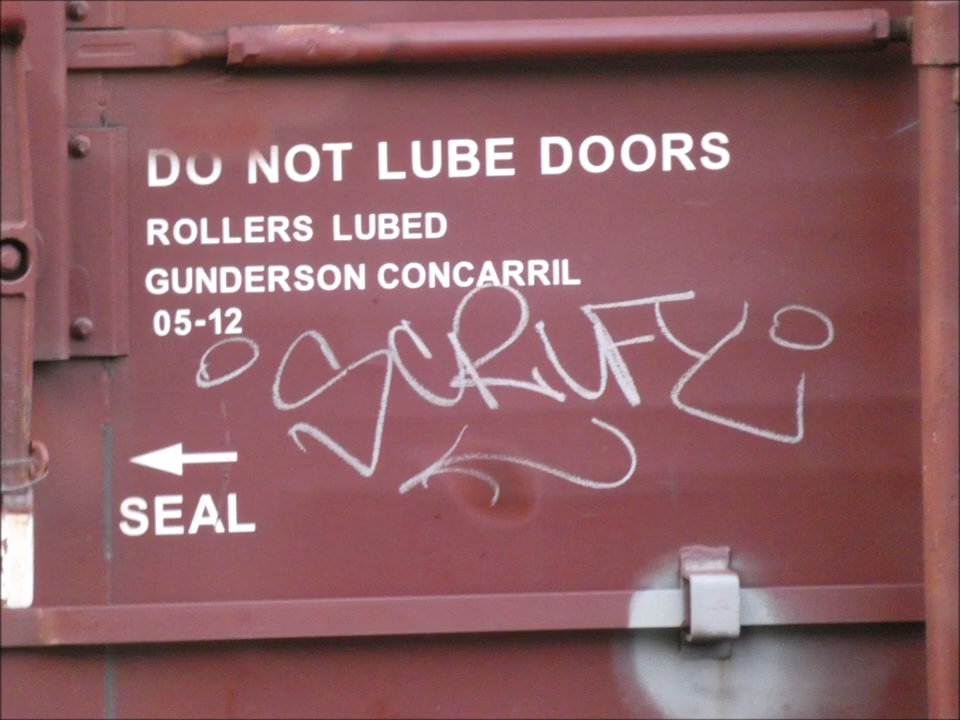 DO NOT LUBE DOORS
ROLLERS LUBED
GUNDERSON CONCARRIL
05-12
SCRUFY
SEAL